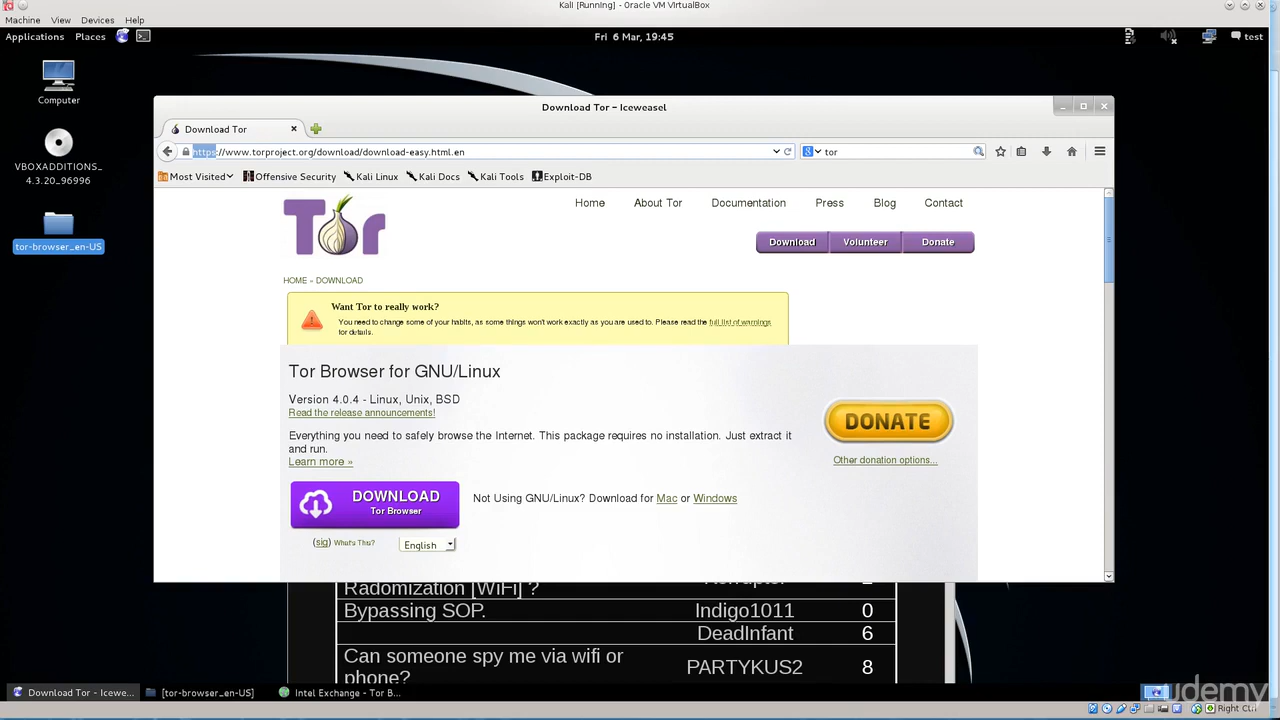 Kali [Running] - Oracle VM VirtualBox
Machine View Devices Help
Applications Places Fri 6 Mar, 19:45 test
Computer
VBOXADDITIONS_
4.3.20_96996
tor-browser_en-US
Download Tor - Iceweasel
Download Tor
https://www.torproject.org/download/download-easy.html.en
tor
Most Visited Offensive Security Kali Linux Kali Docs Kali Tools Exploit-DB
Tor
Home About Tor Documentation Press Blog Contact
Download Volunteer Donate
HOME » DOWNLOAD
Want Tor to really work?
You need to change some of your habits, as some things won't work exactly as you are used to. Please read the full list of warnings
for details.
Tor Browser for GNU/Linux
Version 4.0.4 - Linux, Unix, BSD
Read the release announcements!
Everything you need to safely browse the Internet. This package requires no installation. Just extract it
and run.
Learn more »
DONATE
Other donation options...
DOWNLOAD
Tor Browser
Not Using GNU/Linux? Download for Mac or Windows
(sig) What's This?
English
Radomization [WiFi] ?
Bypassing SOP. Indigo1011 0
DeadInfant 6
Can someone spy me via wifi or
phone?
PARTYKUS2 8
Download Tor - Icewe... [tor-browser_en-US] Intel Exchange - Tor B...
udemy
Right Ctrl